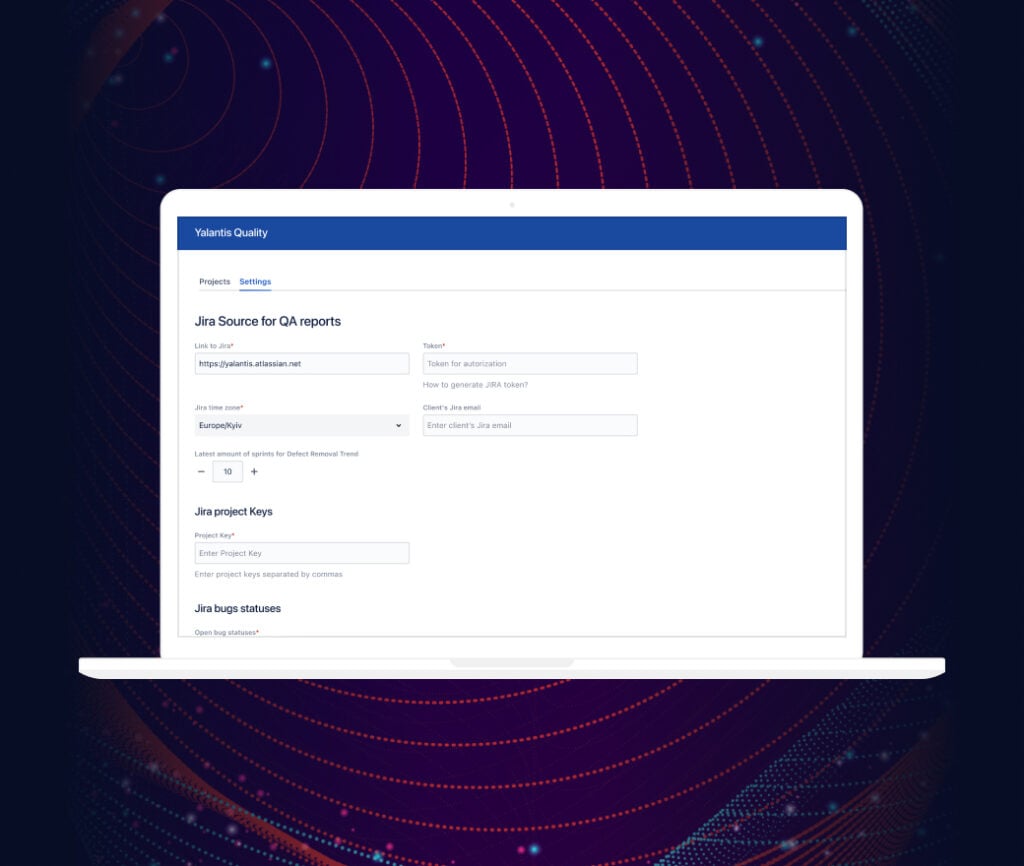 Yalantis Quality
Projects Settings
Jira Source for QA reports
Link to Jira* Token*
https://yalantis.atlassian.net Token for autorization
How to generate JIRA token?
Jira time zone* Client's Jira email
Europe/Kyiv Enter client's Jira email
Latest amount of sprints for Defect Removal Trend
− 10 +
Jira project Keys
Project Key*
Enter Project Key
Enter project keys separated by commas
Jira bugs statuses
Open bug statuses*